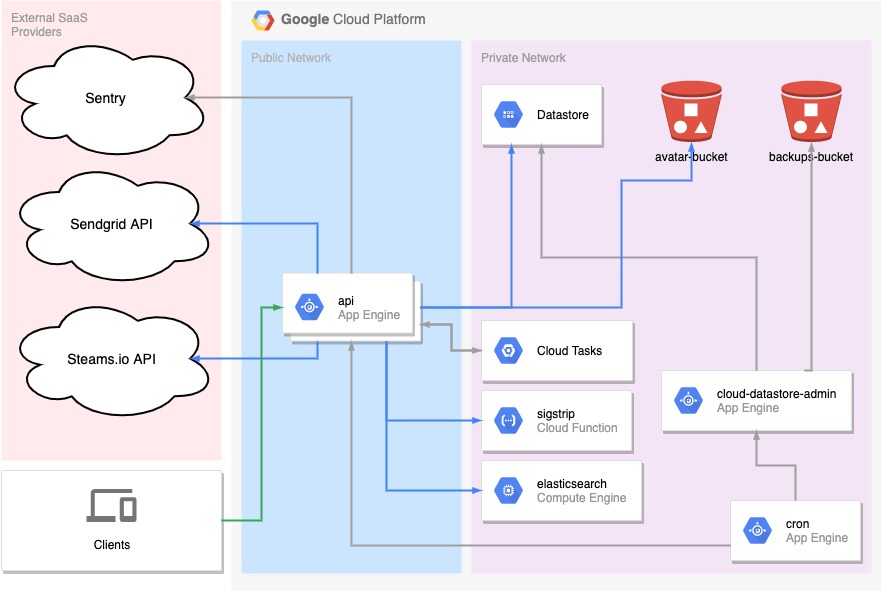 External SaaS
Providers
Google Cloud Platform
Public Network
Private Network
Sentry
Datastore
avatar-bucket
backups-bucket
Sendgrid API
api
App Engine
Steams.io API
Cloud Tasks
cloud-datastore-admin
App Engine
sigstrip
Cloud Function
elasticsearch
Compute Engine
cron
App Engine
Clients